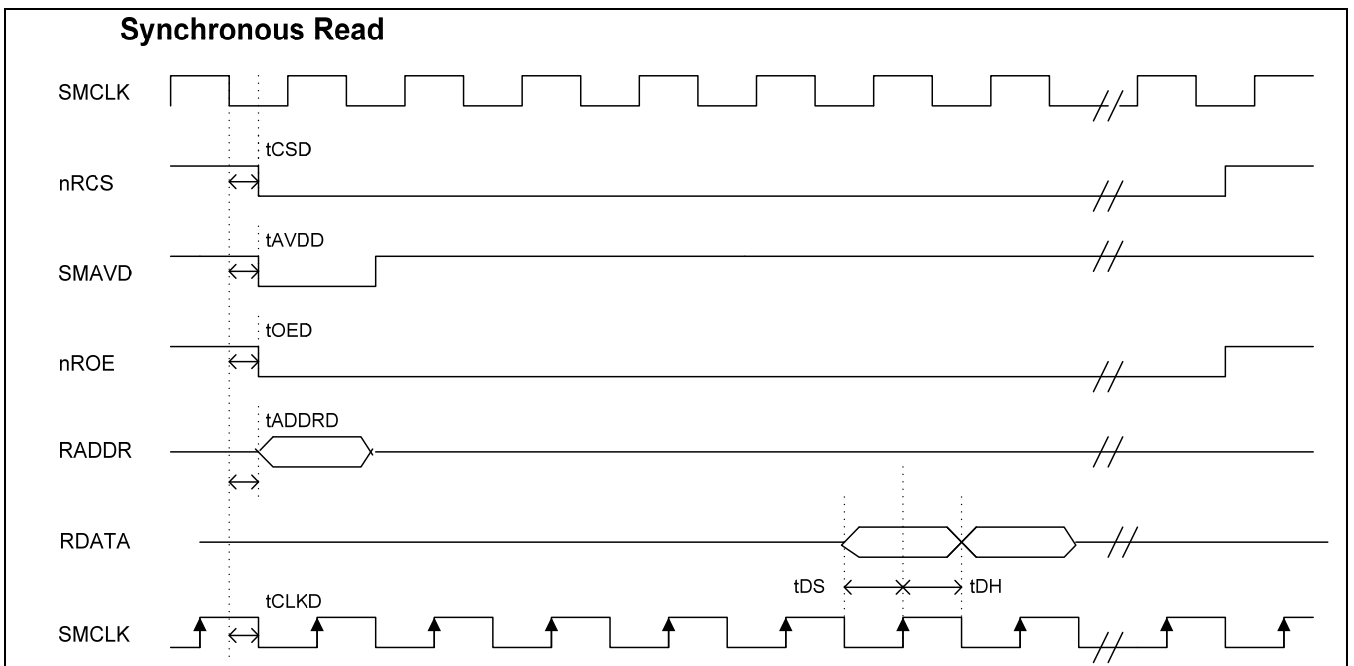 Synchronous Read
SMCLK
tCSD
nRCS
tAVDD
SMAVD
tOED
nROE
tADDRD
RADDR
RDATA
tDS
tDH
tCLKD
SMCLK